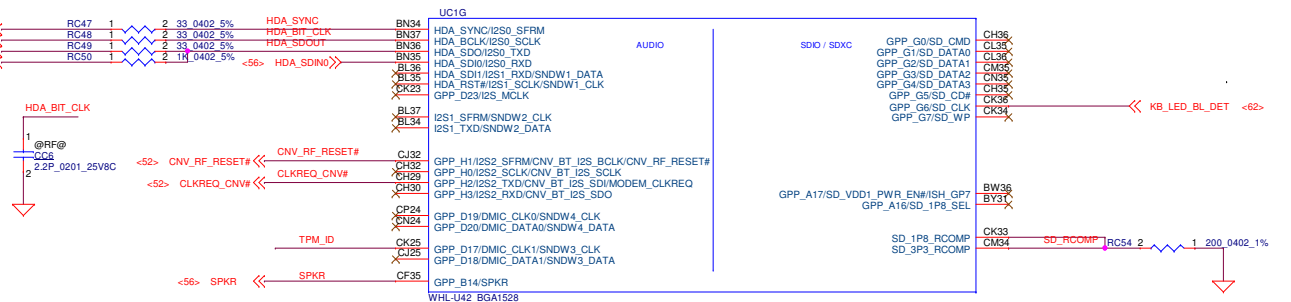 UC1G
RC47 1 2 33_0402_5% HDA_SYNC BN34 HDA_SYNC/I2S0_SFRM
RC48 1 2 33_0402_5% HDA_BIT_CLK BN37 HDA_BCLK/I2S0_SCLK
RC49 1 2 33_0402_5% HDA_SDOUT BN36 HDA_SDO/I2S0_TXD
RC50 1 2 1K_0402_5% <56> HDA_SDIN0 BN35 HDA_SDI0/I2S0_RXD
BL36 HDA_SDI1/I2S1_RXD/SNDW1_DATA
BL35 HDA_RST#/I2S1_SCLK/SNDW1_CLK
CK23 GPP_D23/I2S_MCLK
BL37 I2S1_SFRM/SNDW2_CLK
BL34 I2S1_TXD/SNDW2_DATA
HDA_BIT_CLK
1
@RF@
CC6
2.2P_0201_25V8C
2
<52> CNV_RF_RESET# CNV_RF_RESET# CJ32 GPP_H1/I2S2_SFRM/CNV_BT_I2S_BCLK/CNV_RF_RESET#
CH32 GPP_H0/I2S2_SCLK/CNV_BT_I2S_SCLK
<52> CLKREQ_CNV# CLKREQ_CNV# CH29 GPP_H2/I2S2_TXD/CNV_BT_I2S_SDI/MODEM_CLKREQ
CH30 GPP_H3/I2S2_RXD/CNV_BT_I2S_SDO
CP24 GPP_D19/DMIC_CLK0/SNDW4_CLK
CN24 GPP_D20/DMIC_DATA0/SNDW4_DATA
TPM_ID CK25 GPP_D17/DMIC_CLK1/SNDW3_CLK
CJ25 GPP_D18/DMIC_DATA1/SNDW3_DATA
<56> SPKR SPKR CF35 GPP_B14/SPKR
AUDIO
SDIO / SDXC
GPP_G0/SD_CMD CH36
GPP_G1/SD_DATA0 CL35
GPP_G2/SD_DATA1 CL36
GPP_G3/SD_DATA2 CM35
GPP_G4/SD_DATA3 CN35
GPP_G5/SD_CD# CH35
GPP_G6/SD_CLK CK36 KB_LED_BL_DET <62>
GPP_G7/SD_WP CK34
GPP_A17/SD_VDD1_PWR_EN#/ISH_GP7 BW36
GPP_A16/SD_1P8_SEL BY31
SD_1P8_RCOMP CK33
SD_3P3_RCOMP CM34 SD_RCOMP RC54 2 1 200_0402_1%
WHL-U42_BGA1528